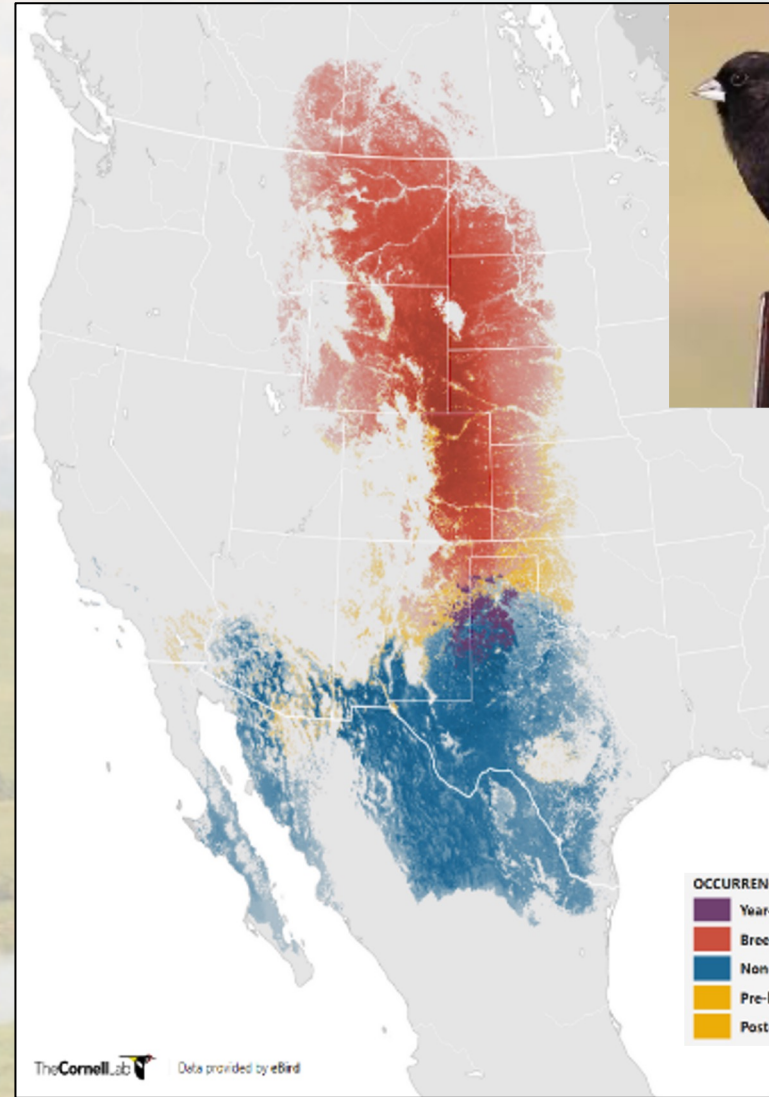 OCCURREN
Year
Bree
Non
Pre-
Post
TheCornellLab Data provided by eBird